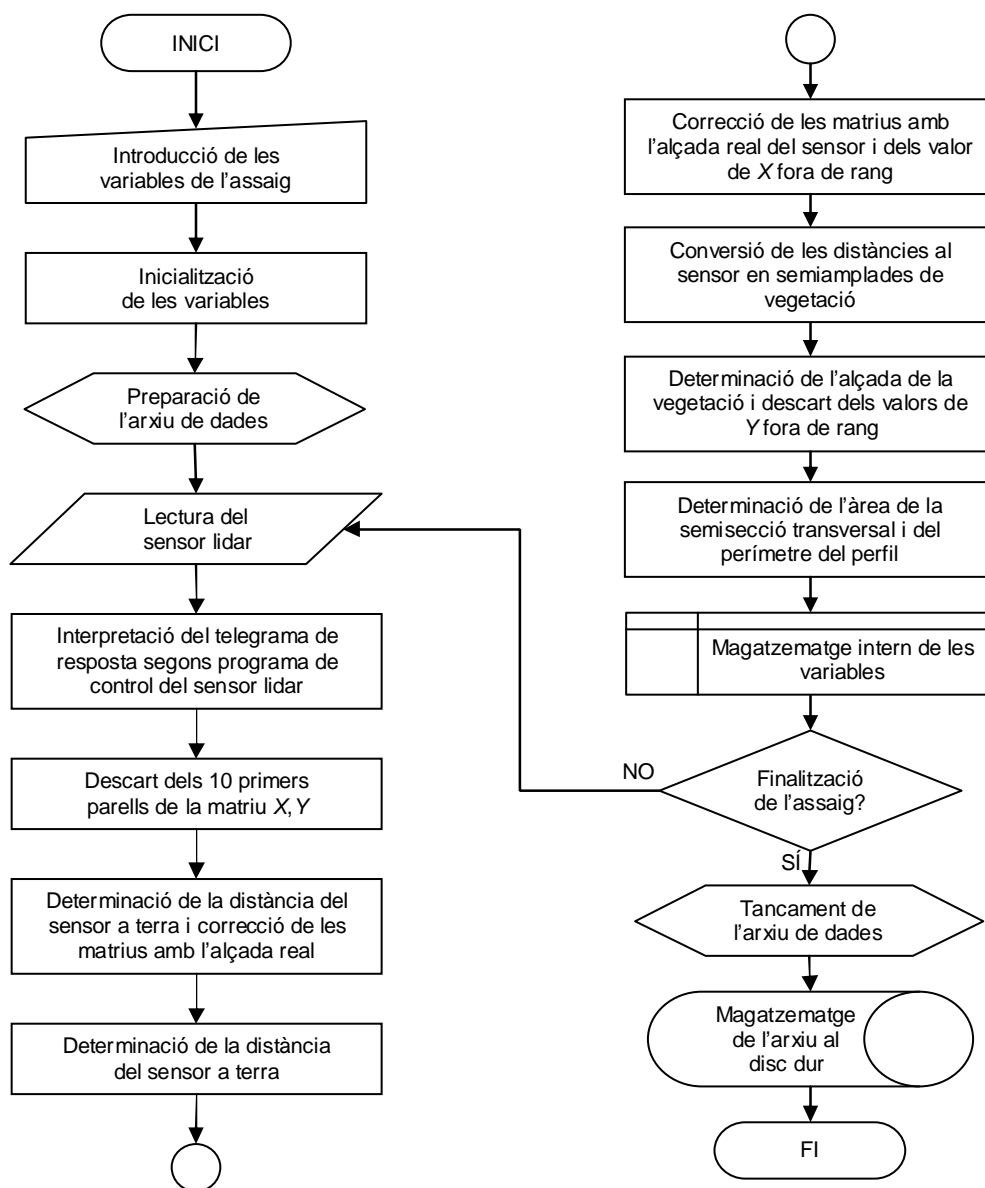 INICI
Introducció de les
variables de l'assaig
Inicialització
de les variables
Preparació de
l'arxiu de dades
Lectura del
sensor lidar
Interpretació del telegrama de
resposta segons programa de
control del sensor lidar
Descart dels 10 primers
parells de la matriu X,Y
Determinació de la distància del
sensor a terra i correcció de les
matrius amb l'alçada real
Determinació de la distància
del sensor a terra
Correcció de les matrius amb
l'alçada real del sensor i dels valor
de X fora de rang
Conversió de les distàncies al
sensor en semiamplades de
vegetació
Determinació de l'alçada de la
vegetació i descart dels valors de
Y fora de rang
Determinació de l'àrea de la
semisecció transversal i del
perímetre del perfil
Magatzematge intern de les
variables
NO
Finalització
de l'assaig?
SÍ
Tancament de
l'arxiu de dades
Magatzematge
de l'arxiu al
disc dur
FI